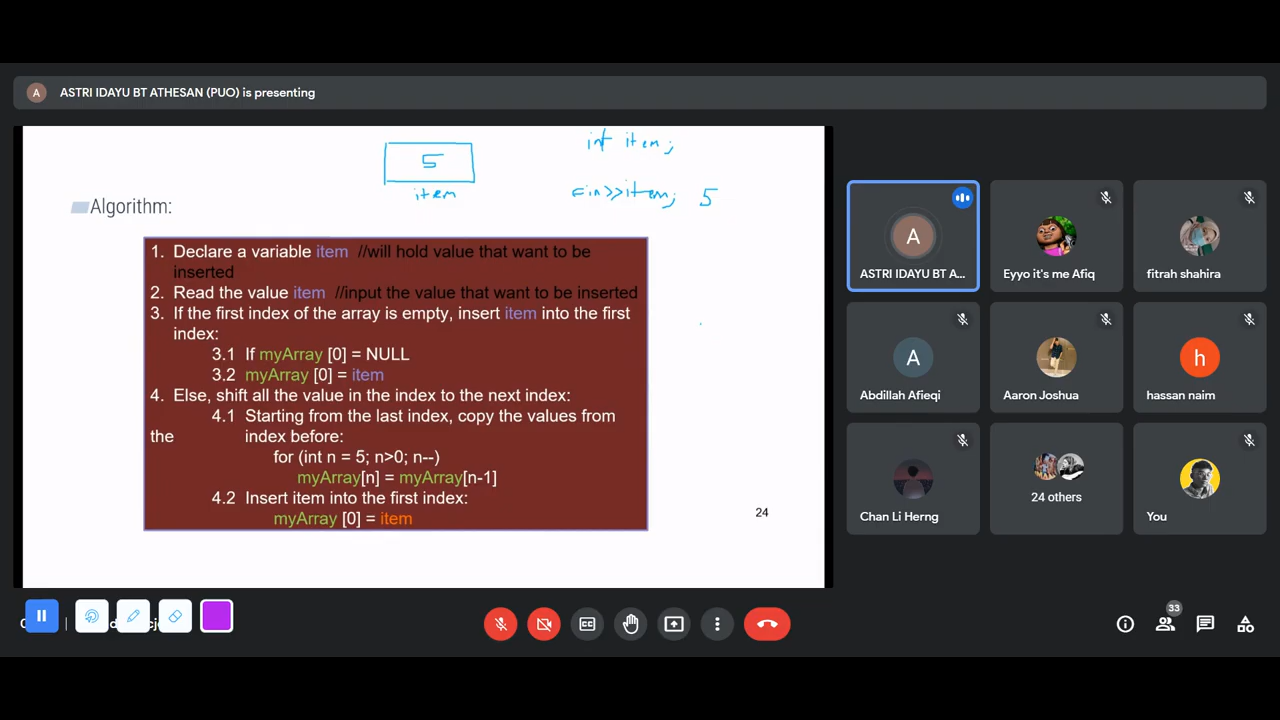 A ASTRI IDAYU BT ATHESAN (PUO) is presenting
5
item
int item;
cin>>item; 5
Algorithm:
1. Declare a variable item //will hold value that want to be
inserted
2. Read the value item //input the value that want to be inserted
3. If the first index of the array is empty, insert item into the first
index:
3.1 If myArray [0] = NULL
3.2 myArray [0] = item
4. Else, shift all the value in the index to the next index:
4.1 Starting from the last index, copy the values from
the index before:
for (int n = 5; n>0; n--)
myArray[n] = myArray[n-1]
4.2 Insert item into the first index:
myArray [0] = item
24
A
ASTRI IDAYU BT A...
Eyyo it's me Afiq
fitrah shahira
A
Abdillah Afieqi
Aaron Joshua
h
hassan naim
Chan Li Herng
24 others
You
33